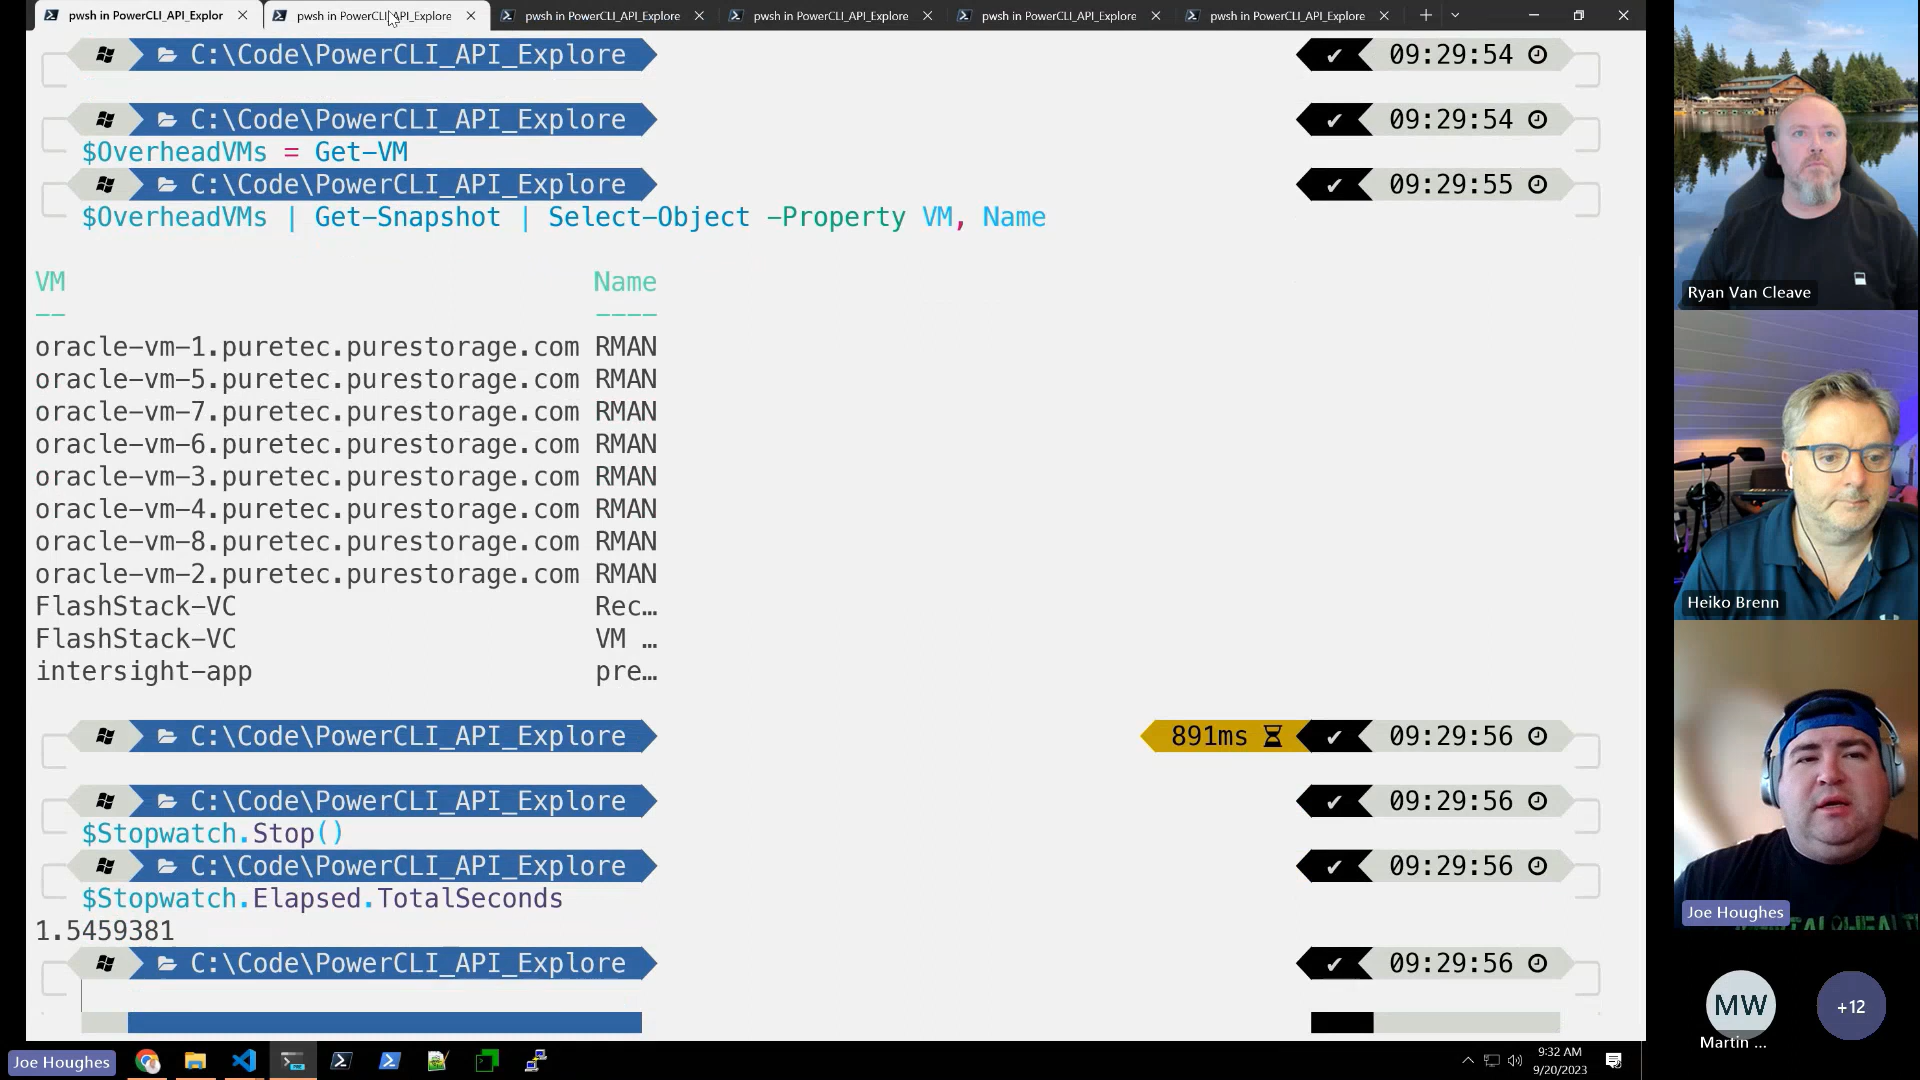 pwsh in PowerCLI_API_Explor
pwsh in PowerCLI_API_Explore
pwsh in PowerCLI_API_Explore
pwsh in PowerCLI_API_Explore
pwsh in PowerCLI_API_Explore
pwsh in PowerCLI_API_Explore
C:\Code\PowerCLI_API_Explore 09:29:54
C:\Code\PowerCLI_API_Explore 09:29:54
$OverheadVMs = Get-VM
C:\Code\PowerCLI_API_Explore 09:29:55
$OverheadVMs | Get-Snapshot | Select-Object -Property VM, Name
VM Name
-- ----
oracle-vm-1.puretec.purestorage.com RMAN
oracle-vm-5.puretec.purestorage.com RMAN
oracle-vm-7.puretec.purestorage.com RMAN
oracle-vm-6.puretec.purestorage.com RMAN
oracle-vm-3.puretec.purestorage.com RMAN
oracle-vm-4.puretec.purestorage.com RMAN
oracle-vm-8.puretec.purestorage.com RMAN
oracle-vm-2.puretec.purestorage.com RMAN
FlashStack-VC Rec…
FlashStack-VC VM …
intersight-app pre…
C:\Code\PowerCLI_API_Explore 891ms 09:29:56
C:\Code\PowerCLI_API_Explore 09:29:56
$Stopwatch.Stop()
C:\Code\PowerCLI_API_Explore 09:29:56
$Stopwatch.Elapsed.TotalSeconds
1.5459381
C:\Code\PowerCLI_API_Explore 09:29:56
Ryan Van Cleave
Heiko Brenn
Joe Houghes
MW
+12
Martin ...
Joe Houghes
9:32 AM
9/20/2023